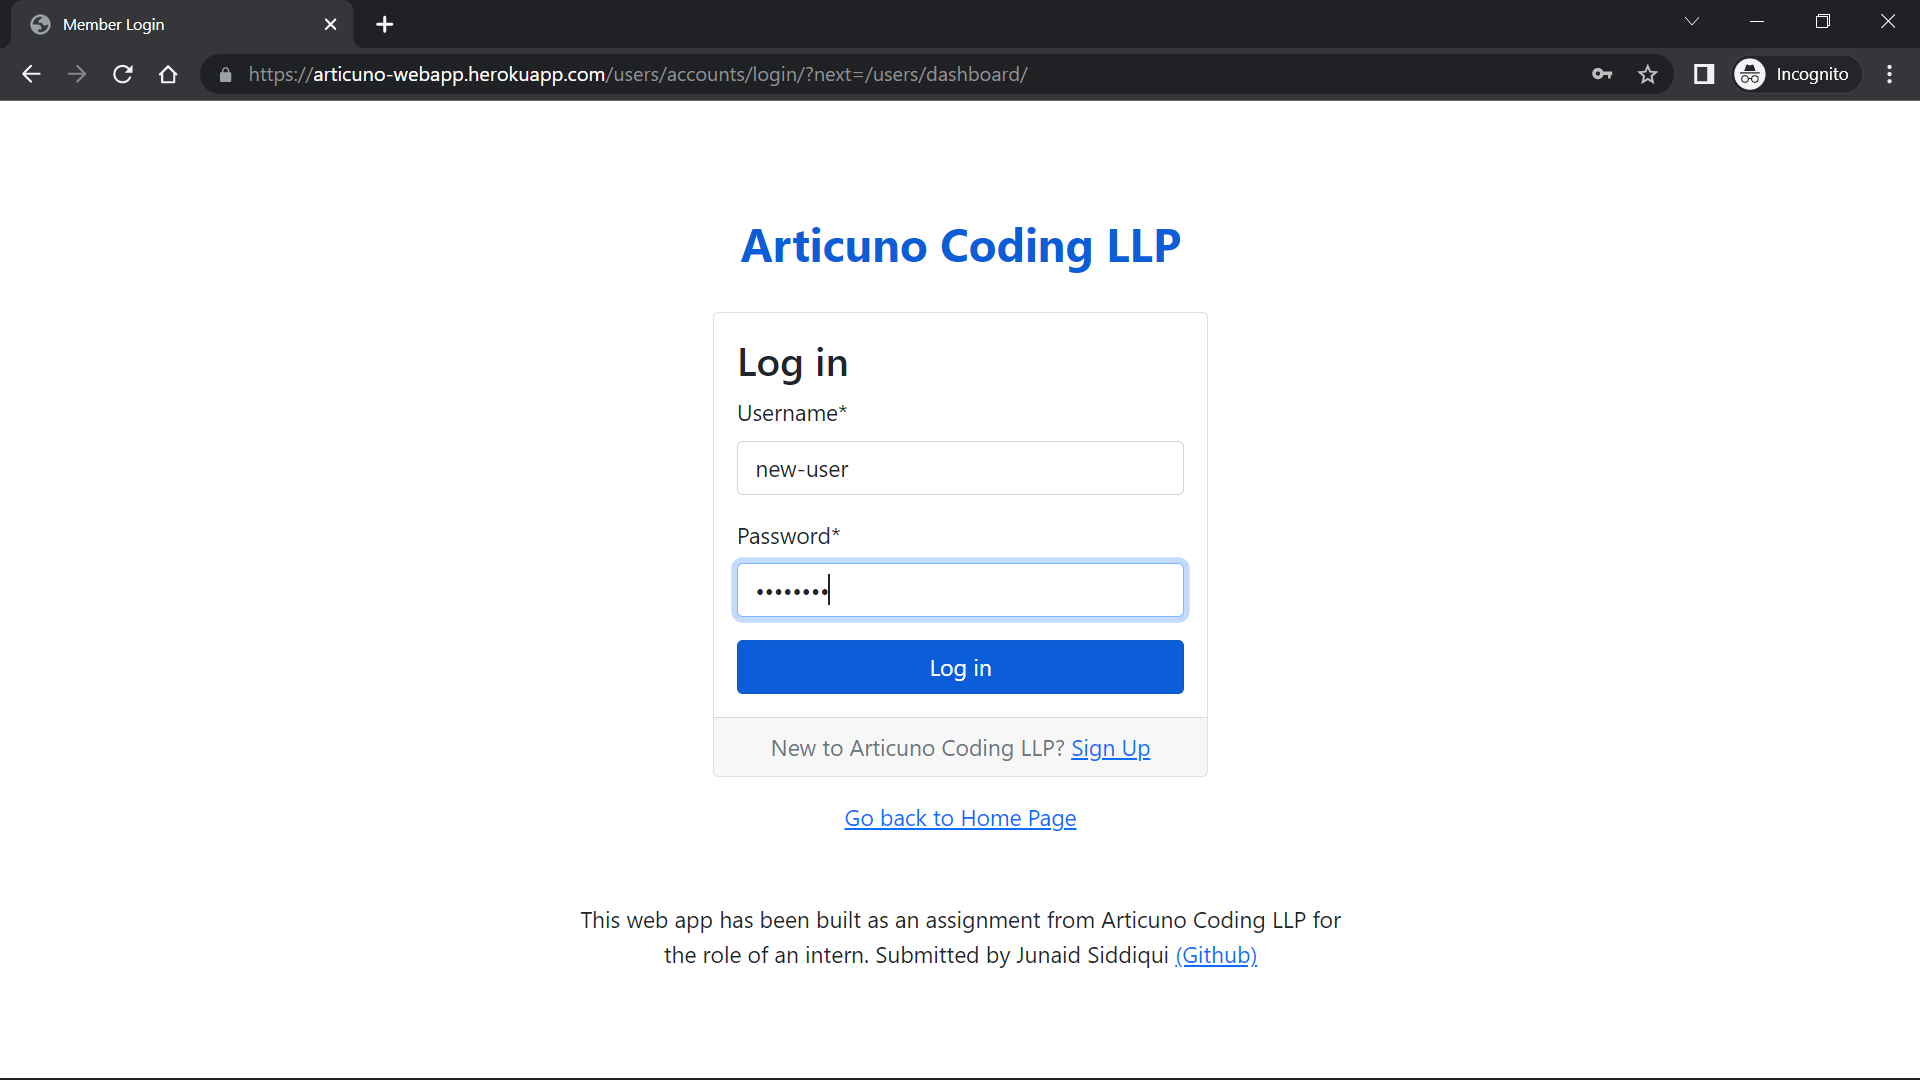 Member Login
https://articuno-webapp.herokuapp.com/users/accounts/login/?next=/users/dashboard/
Incognito
Articuno Coding LLP
Log in
Username*
new-user
Password*
••••••••
Log in
New to Articuno Coding LLP? Sign Up
Go back to Home Page
This web app has been built as an assignment from Articuno Coding LLP for
the role of an intern. Submitted by Junaid Siddiqui (Github)